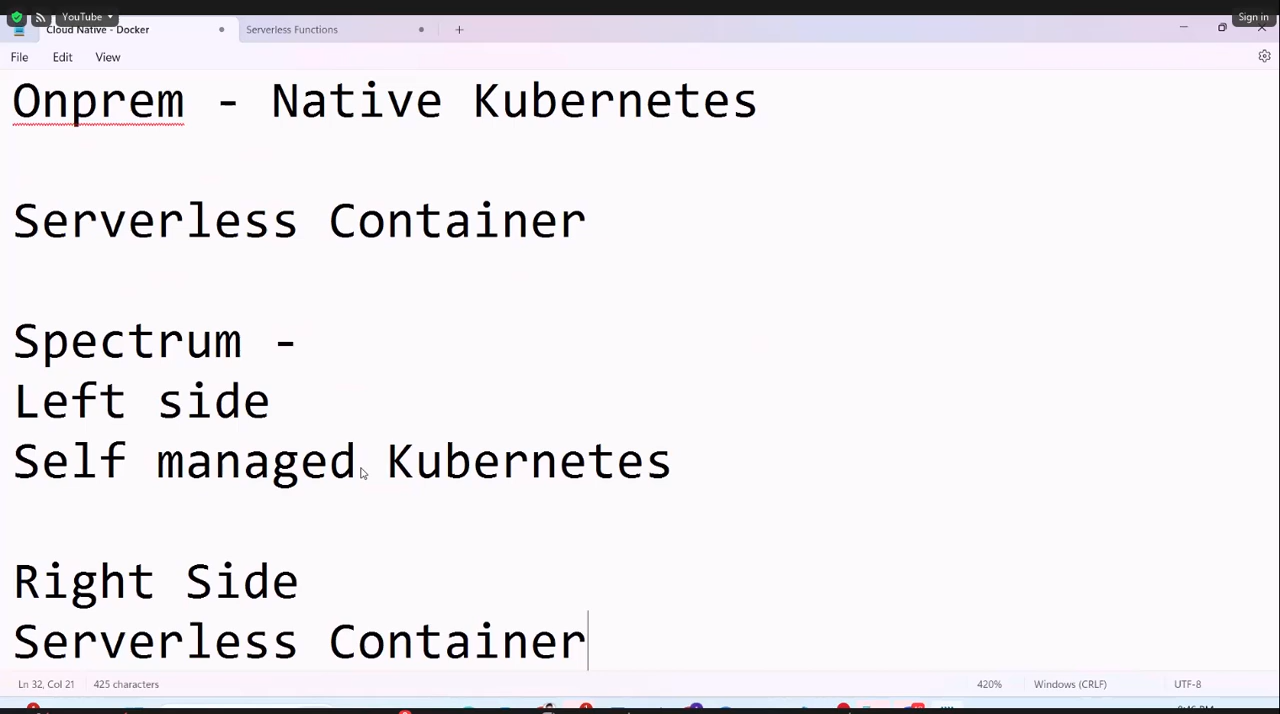 YouTube
Sign in
Cloud Native - Docker
Serverless Functions
File Edit View
Onprem - Native Kubernetes
Serverless Container
Spectrum -
Left side
Self managed Kubernetes
Right Side
Serverless Container
Ln 32, Col 21 425 characters 420% Windows (CRLF) UTF-8